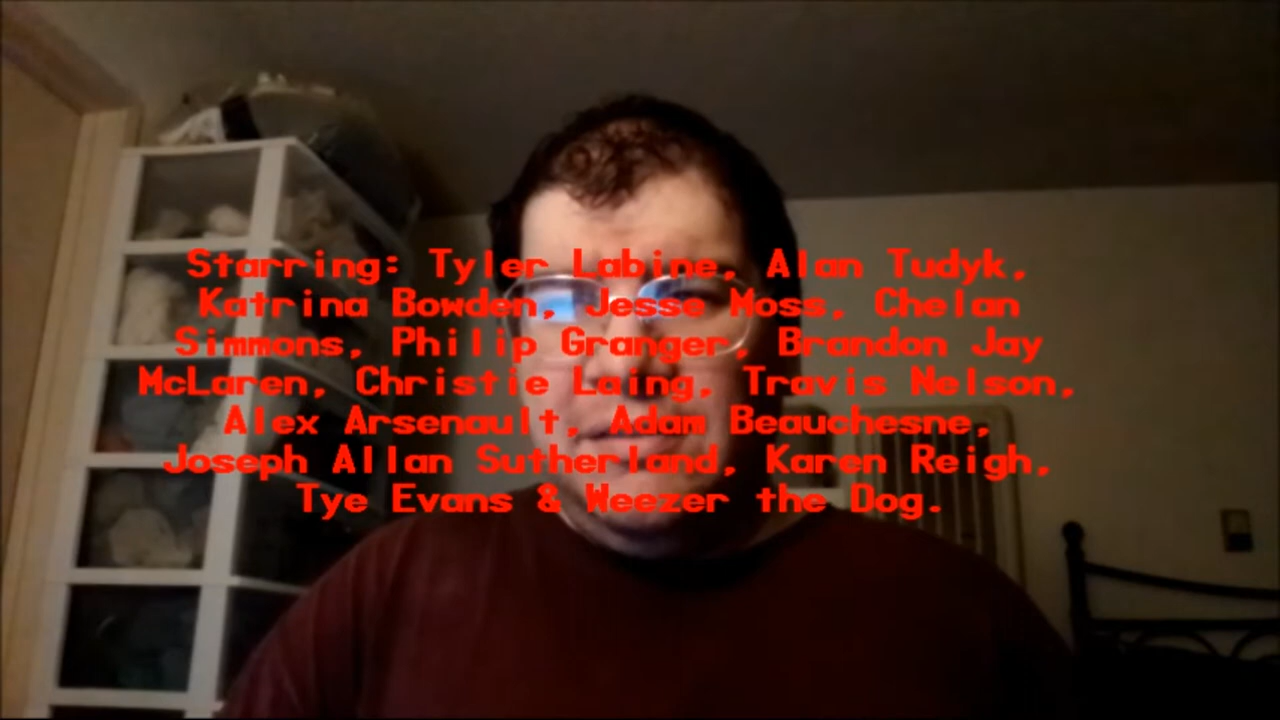 Starring: Tyler Labine, Alan Tudyk,
Katrina Bowden, Jesse Moss, Chelan
Simmons, Philip Granger, Brandon Jay
McLaren, Christie Laing, Travis Nelson,
Alex Arsenault, Adam Beauchesne,
Joseph Allan Sutherland, Karen Reigh,
Tye Evans & Weezer the Dog.